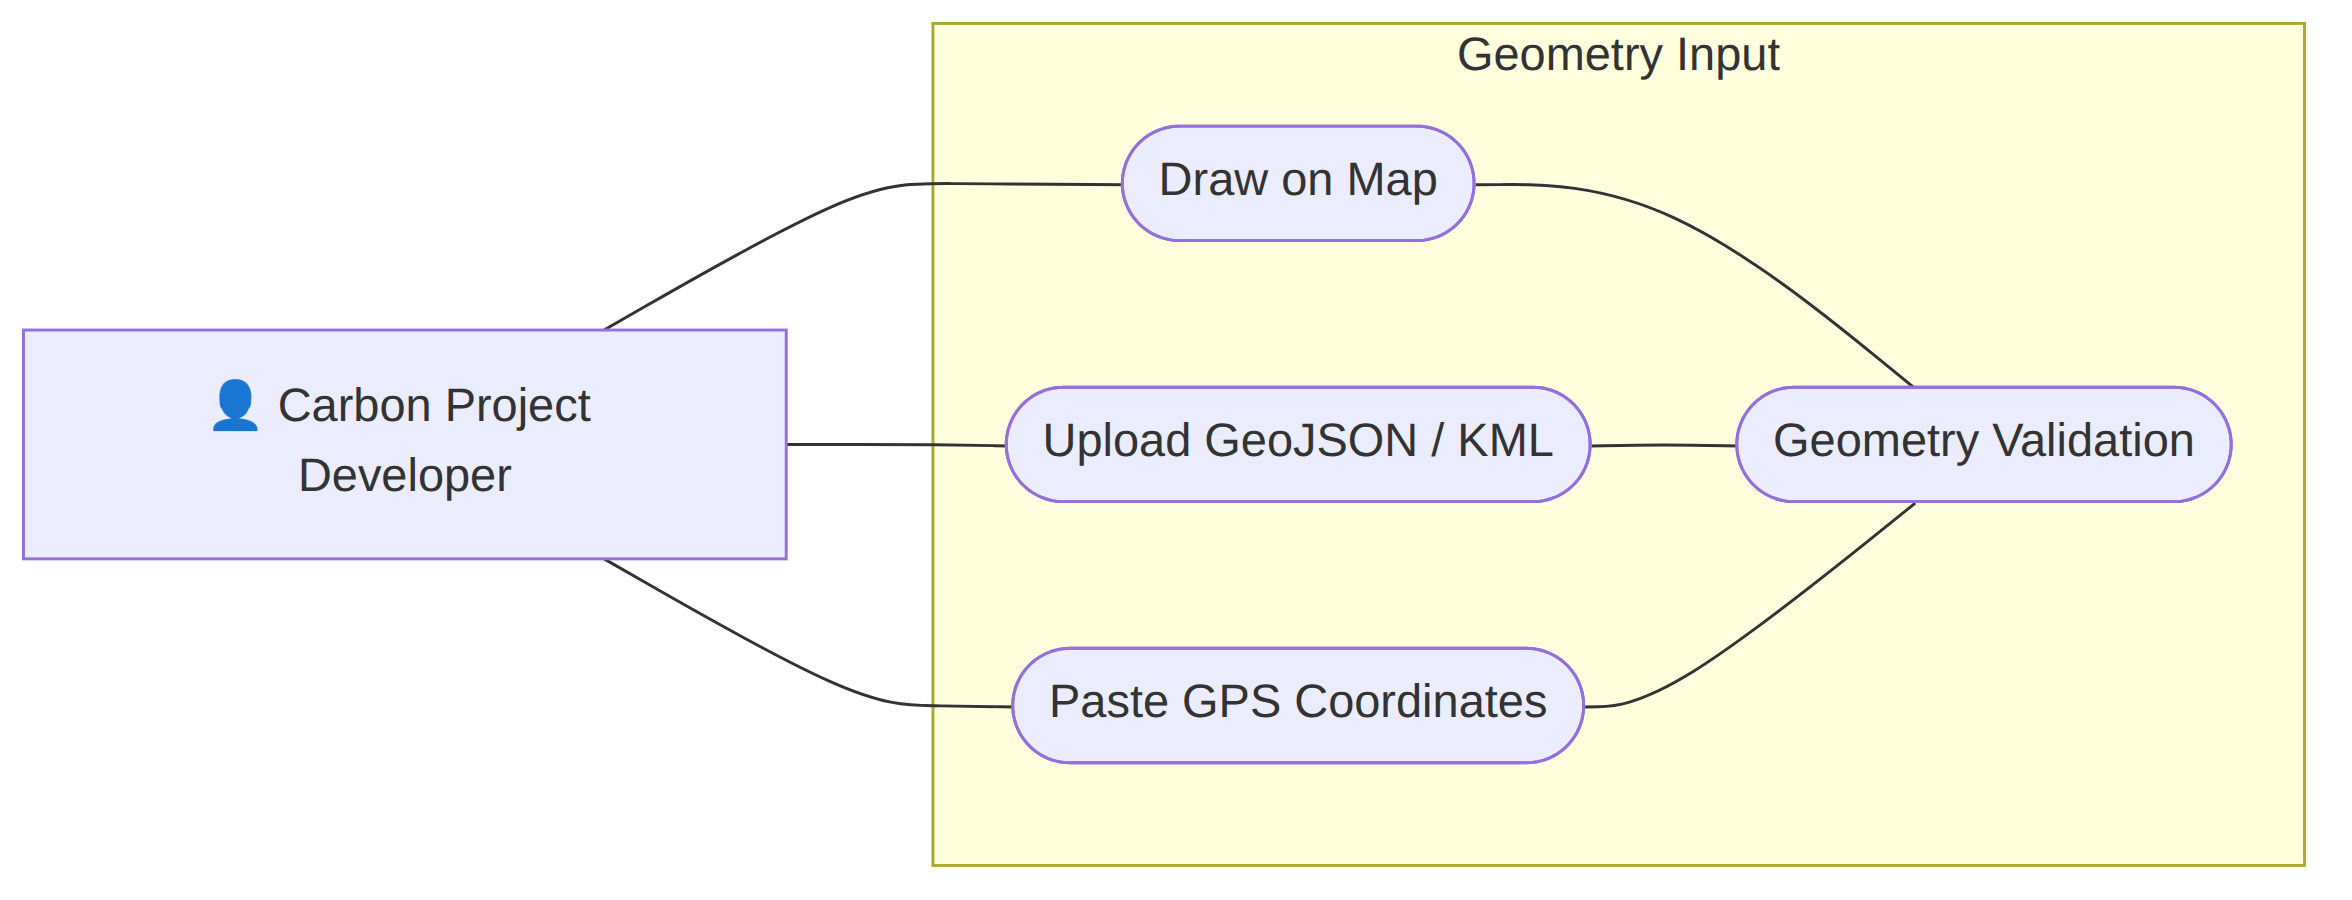 Geometry Input
Draw on Map
👤 Carbon Project
Developer
Upload GeoJSON / KML
Geometry Validation
Paste GPS Coordinates